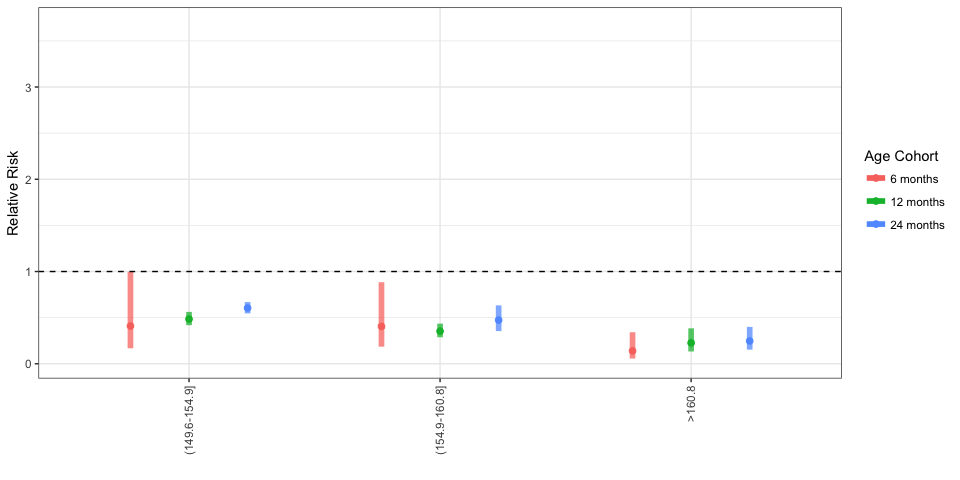 Relative Risk
3
2
1
0
(149.6-154.9]
(154.9-160.8]
>160.8
Age Cohort
6 months
12 months
24 months